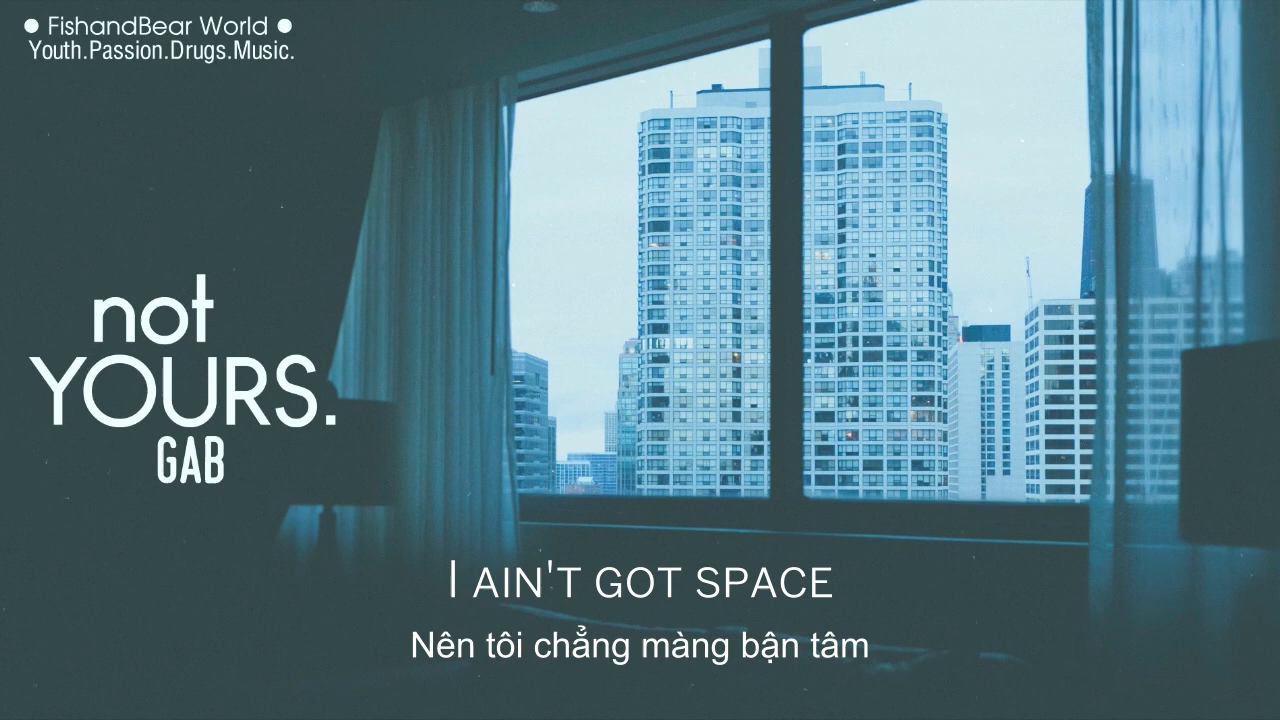 ● FishandBear World ●
Youth.Passion.Drugs.Music.
not
YOURS.
GAB
I AIN'T GOT SPACE
Nên tôi chẳng màng bận tâm